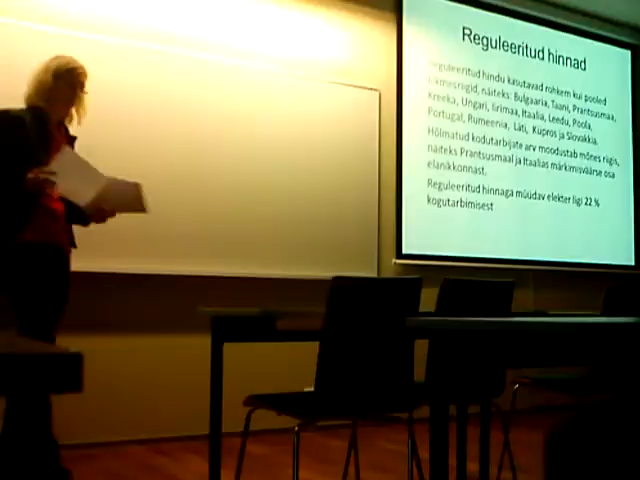 Reguleeritud hinnad
Reguleeritud hindu kasutavad rohkem kui pooled
liikmesriigid, näiteks: Bulgaaria, Taani, Prantsusmaa,
Kreeka, Ungari, Iirimaa, Itaalia, Leedu, Poola,
Portugal, Rumeenia, Läti, Kupros ja Slovakkia.
Hõlmatud kodutarbijate arv moodustab mõnes riigis,
näiteks Prantsusmaal ja Itaalias märkimisväärse osa
elanikkonnast.
Reguleeritud hinnaga müüdav elekter ligi 22 %
kogutarbimisest